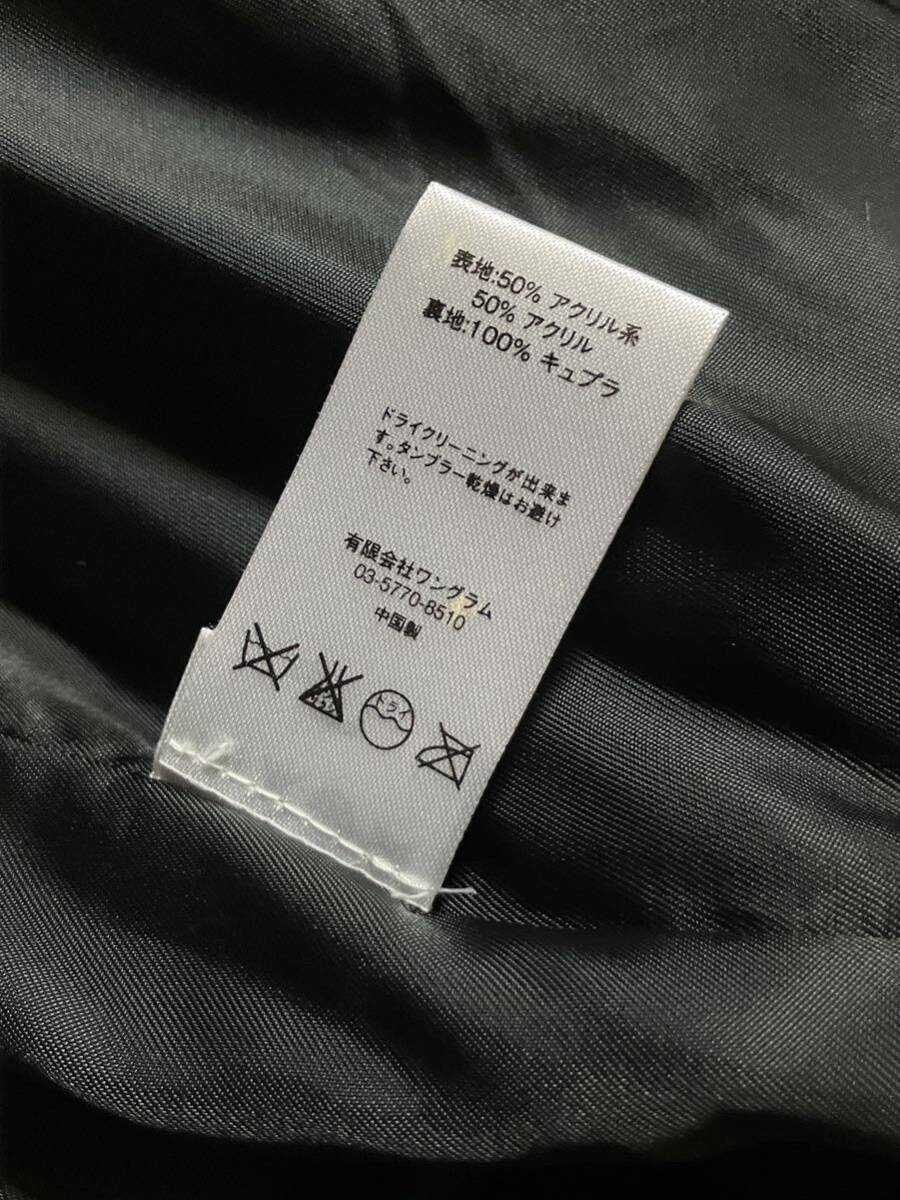 表地:50% アクリル系
50% アクリル
裏地:100% キュプラ
ドライクリーニングが出来ま
す。タンブラー乾燥はお避け
下さい。
有限会社ワングラム
03-5770-8510
中国製
ドライ